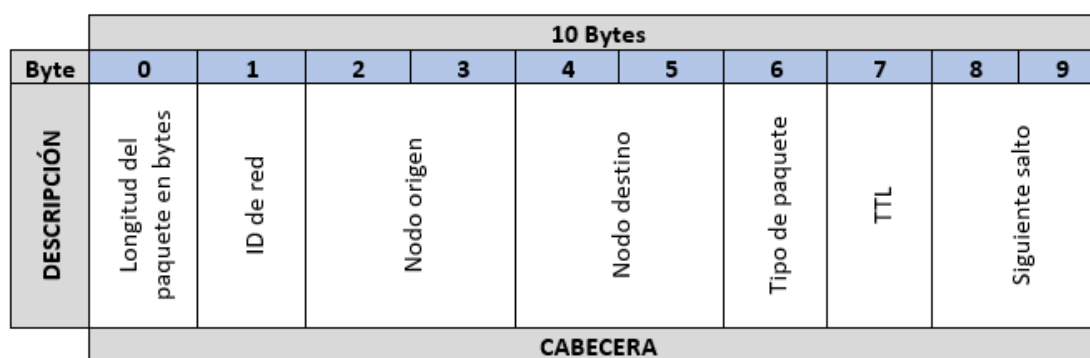 10 Bytes
Byte 0 1 2 3 4 5 6 7 8 9
DESCRIPCIÓN
Longitud del
paquete en bytes
ID de red
Nodo origen
Nodo destino
Tipo de paquete
TTL
Siguiente salto
CABECERA